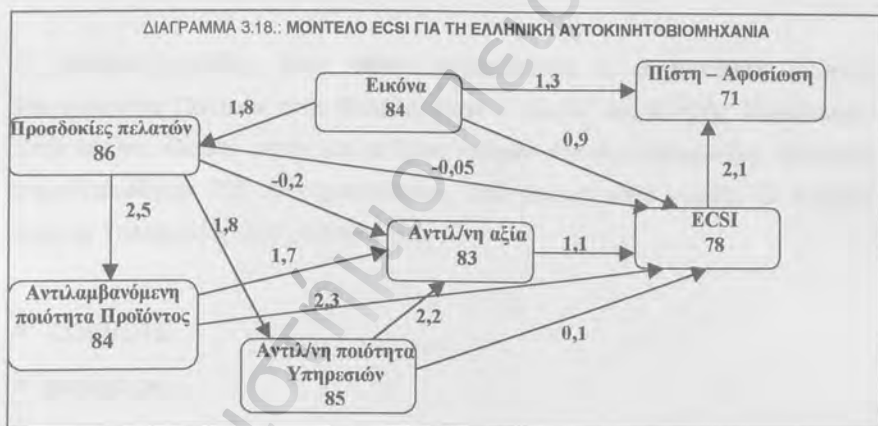 ΔΙΑΓΡΑΜΜΑ 3.18.: ΜΟΝΤΕΛΟ ECSI ΓΙΑ ΤΗ ΕΛΛΗΝΙΚΗ ΑΥΤΟΚΙΝΗΤΟΒΙΟΜΗΧΑΝΙΑ
Εικόνα
84
1,3
Πίστη – Αφοσίωση
71
1,8
Προσδοκίες πελατών
86
0,9
-0,05
2,1
-0,2
2,5
1,8
ECSI
78
Αντιλ/νη αξία
83
1,1
1,7
Αντιλαμβανόμενη
ποιότητα Προϊόντος
84
2,3
2,2
0,1
Αντιλ/νη ποιότητα
Υπηρεσιών
85